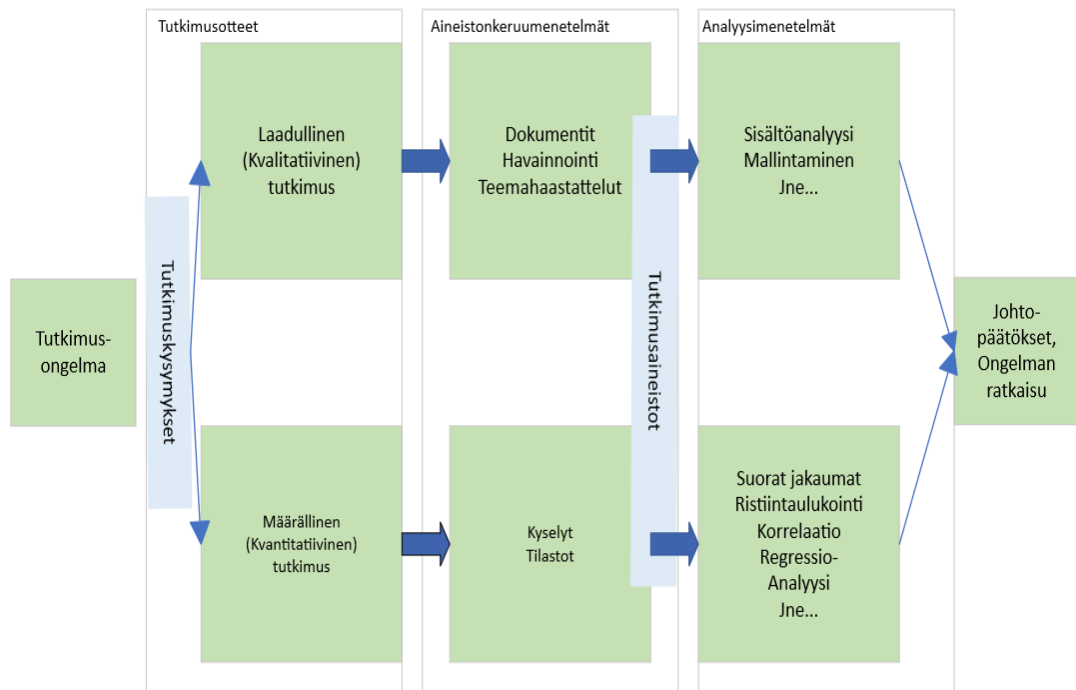 Tutkimusotteet
Aineistonkeruumenetelmät
Analyysimenetelmät
Tutkimus-
ongelma
Tutkimuskysymykset
Laadullinen
(Kvalitatiivinen)
tutkimus
Dokumentit
Havainnointi
Teemahaastattelut
Sisältöanalyysi
Mallintaminen
Jne...
Määrällinen
(Kvantitatiivinen)
tutkimus
Kyselyt
Tilastot
Tutkimusaineistot
Suorat jakaumat
Ristiintaulukointi
Korrelaatio
Regressio-
Analyysi
Jne...
Johto-
päätökset,
Ongelman
ratkaisu